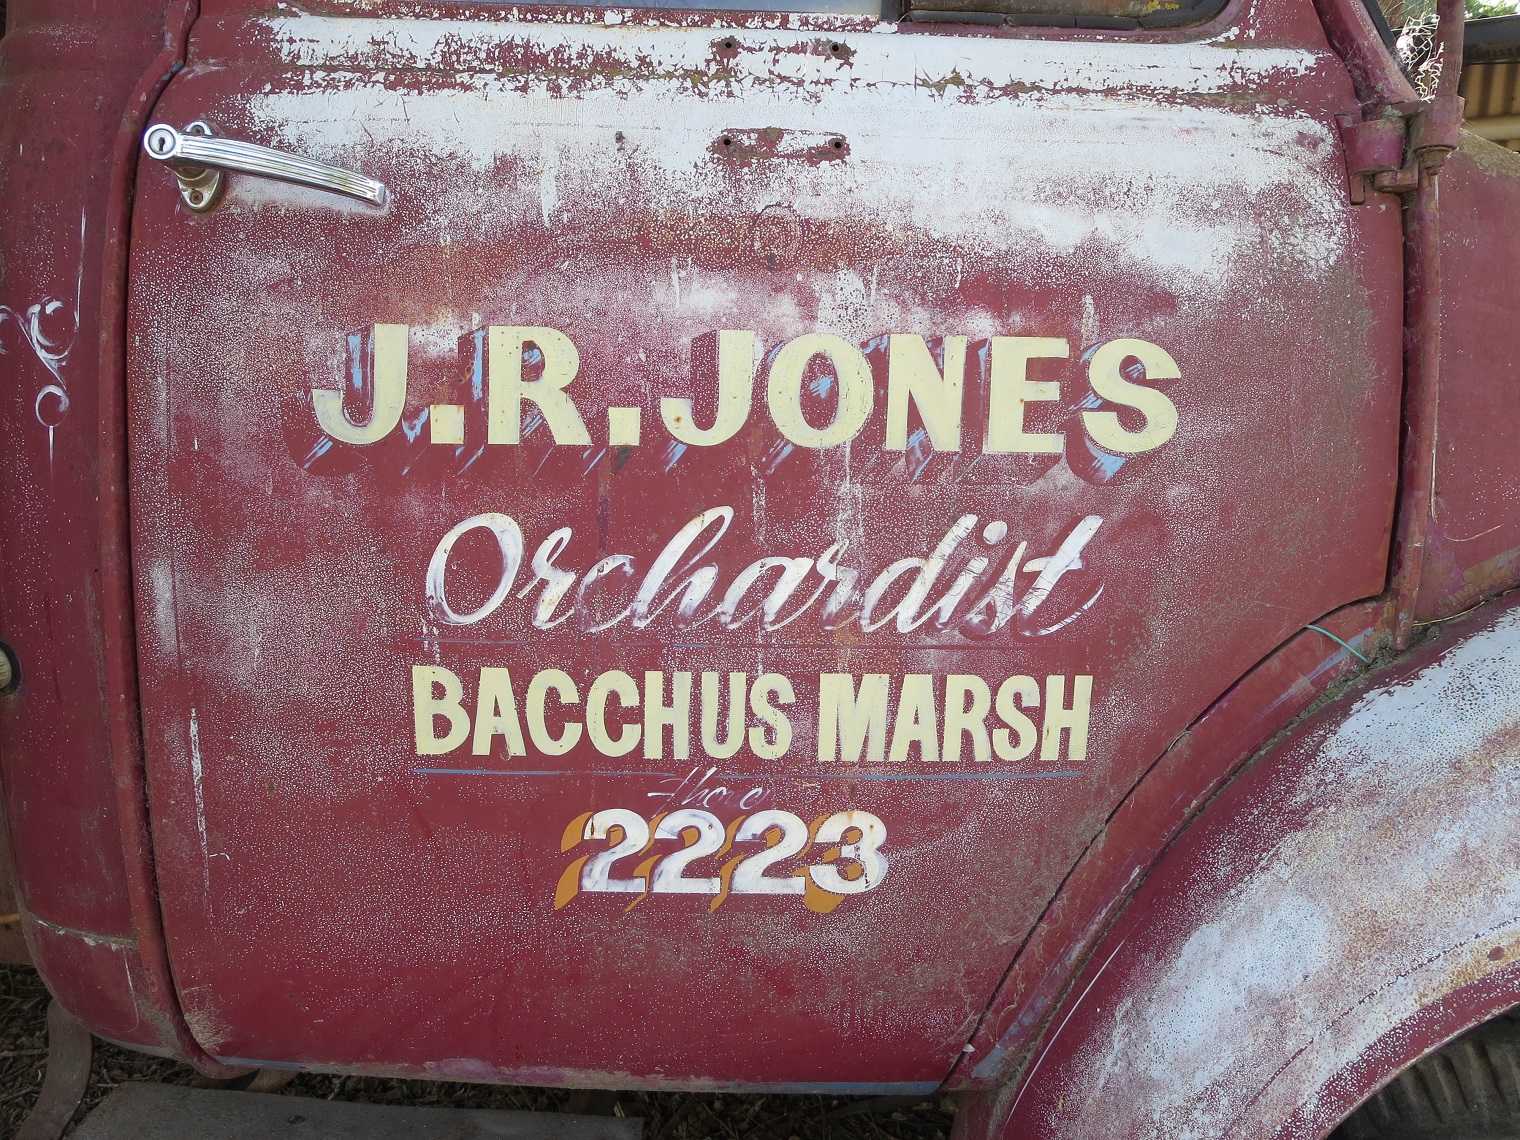 J.R. JONES
Orchardist
BACCHUS MARSH
2223